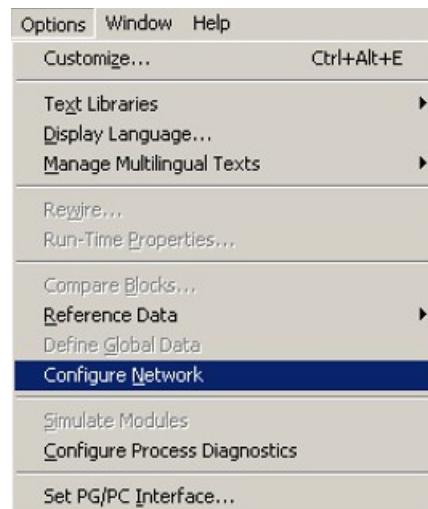 Options Window Help
Customize... Ctrl+Alt+E
Text Libraries
Display Language...
Manage Multilingual Texts
Rewire...
Run-Time Properties...
Compare Blocks...
Reference Data
Define Global Data
Configure Network
Simulate Modules
Configure Process Diagnostics
Set PG/PC Interface...